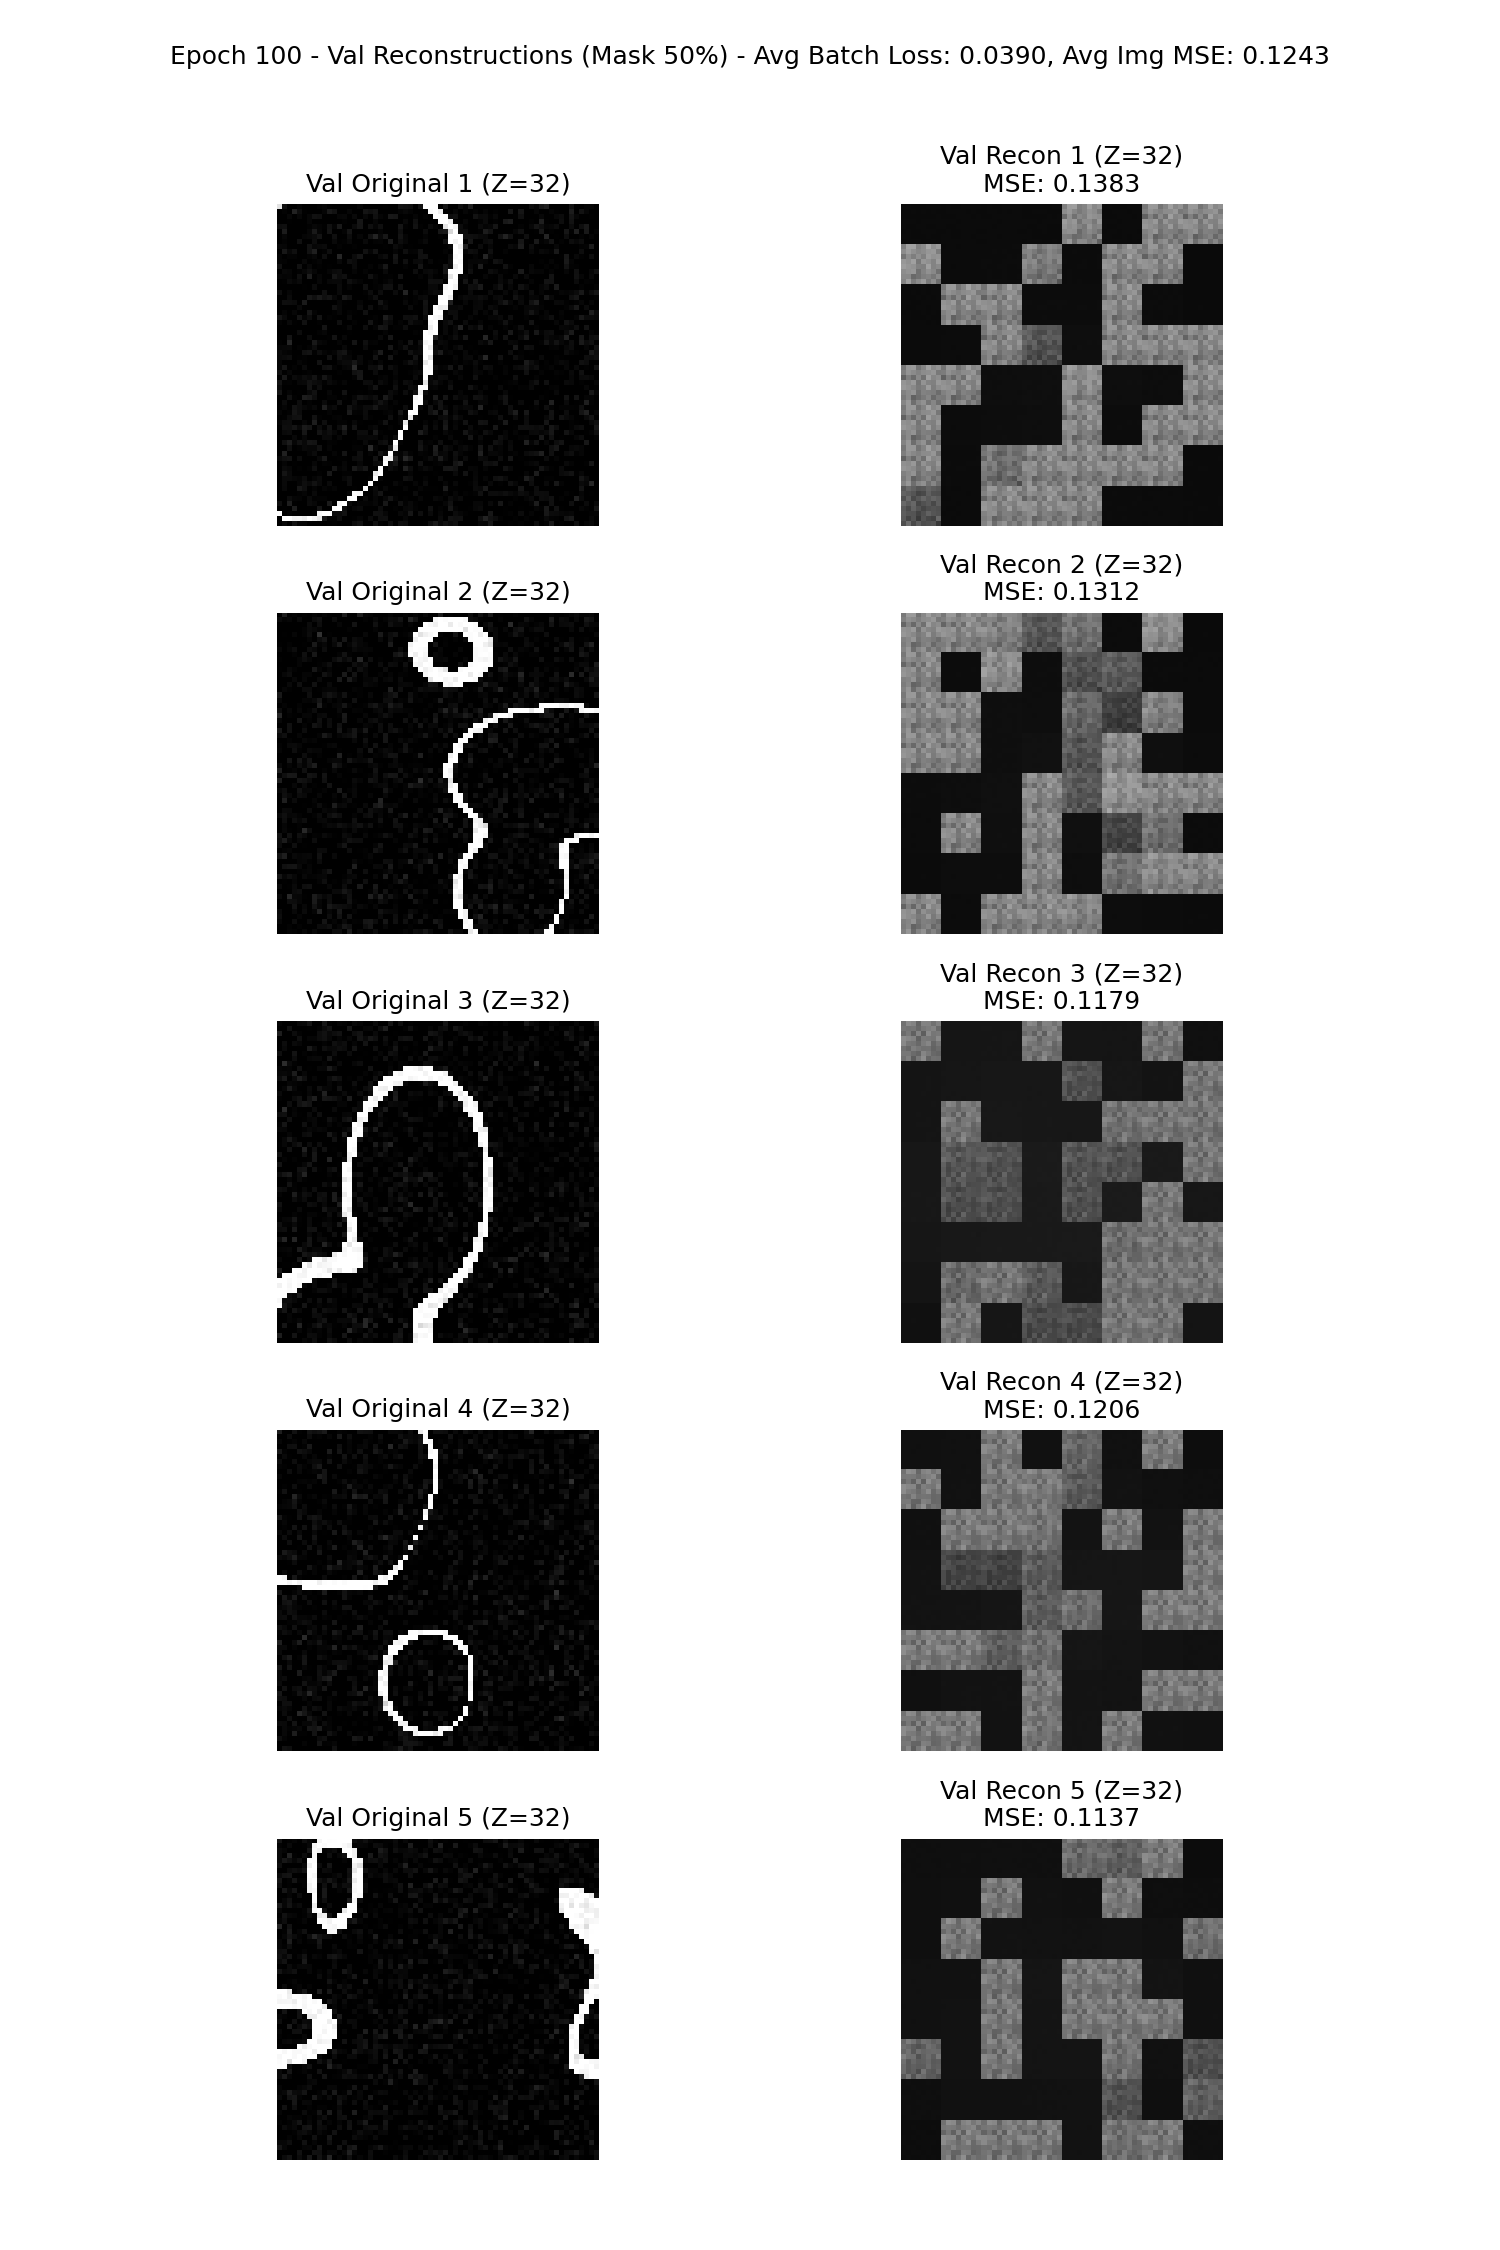 Epoch 100 - Val Reconstructions (Mask 50%) - Avg Batch Loss: 0.0390, Avg Img MSE: 0.1243
Val Original 1 (Z=32)
Val Recon 1 (Z=32)
MSE: 0.1383
Val Original 2 (Z=32)
Val Recon 2 (Z=32)
MSE: 0.1312
Val Original 3 (Z=32)
Val Recon 3 (Z=32)
MSE: 0.1179
Val Original 4 (Z=32)
Val Recon 4 (Z=32)
MSE: 0.1206
Val Original 5 (Z=32)
Val Recon 5 (Z=32)
MSE: 0.1137